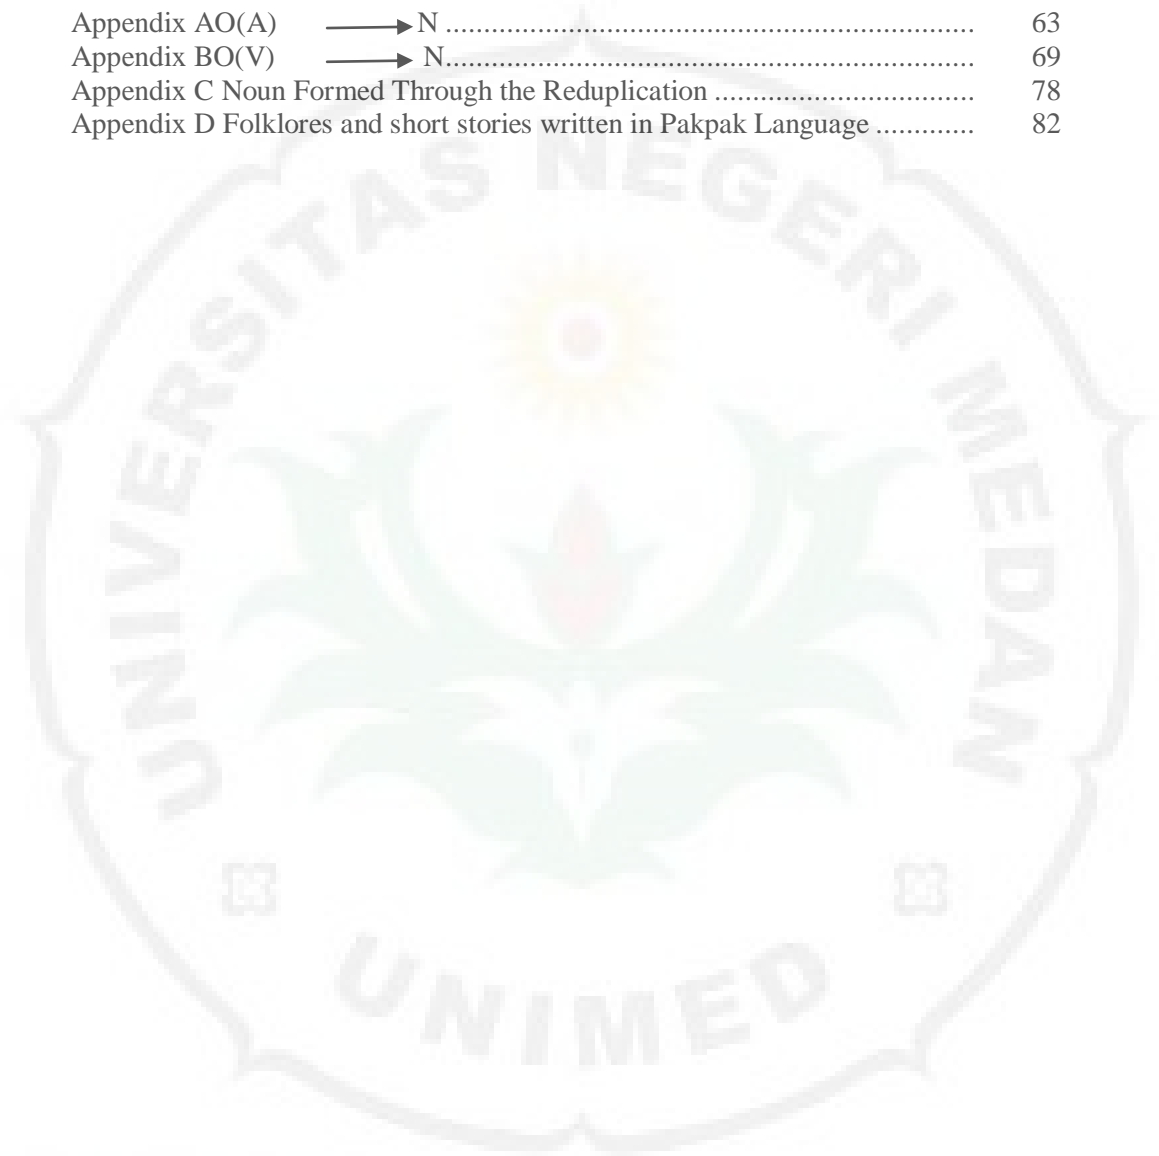 Appendix AO(A) ⟶ N ..................................................................... 63
Appendix BO(V) ⟶ N..................................................................... 69
Appendix C Noun Formed Through the Reduplication .................................. 78
Appendix D Folklores and short stories written in Pakpak Language ............. 82
UNIVERSITAS NEGERI MEDAN
UNIMED